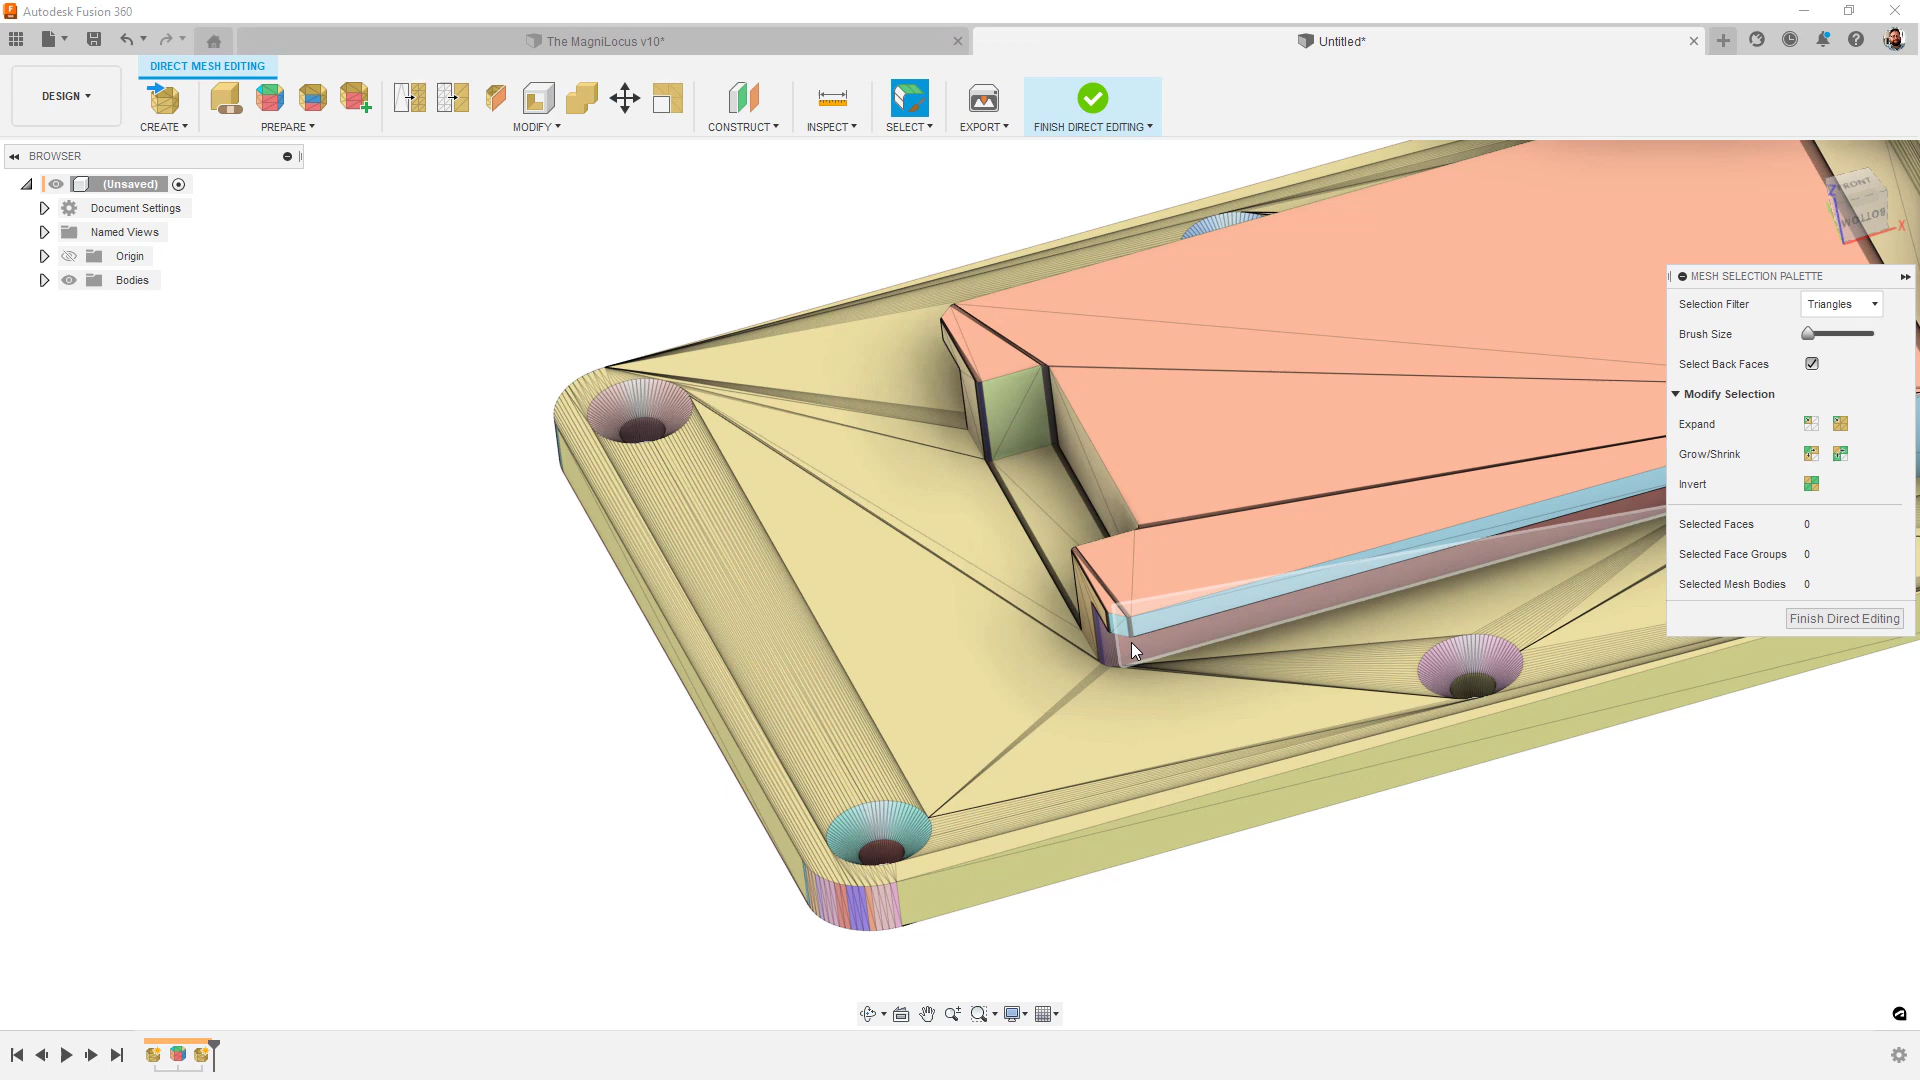 Autodesk Fusion 360
The MagniLocus v10*
Untitled*
DIRECT MESH EDITING
DESIGN
CREATE
PREPARE
MODIFY
CONSTRUCT
INSPECT
SELECT
EXPORT
FINISH DIRECT EDITING
BROWSER
(Unsaved)
Document Settings
Named Views
Origin
Bodies
Z
FRONT
BOTTOM
X
MESH SELECTION PALETTE
Selection Filter
Triangles
Brush Size
Select Back Faces
Modify Selection
Expand
Grow/Shrink
Invert
Selected Faces 0
Selected Face Groups 0
Selected Mesh Bodies 0
Finish Direct Editing